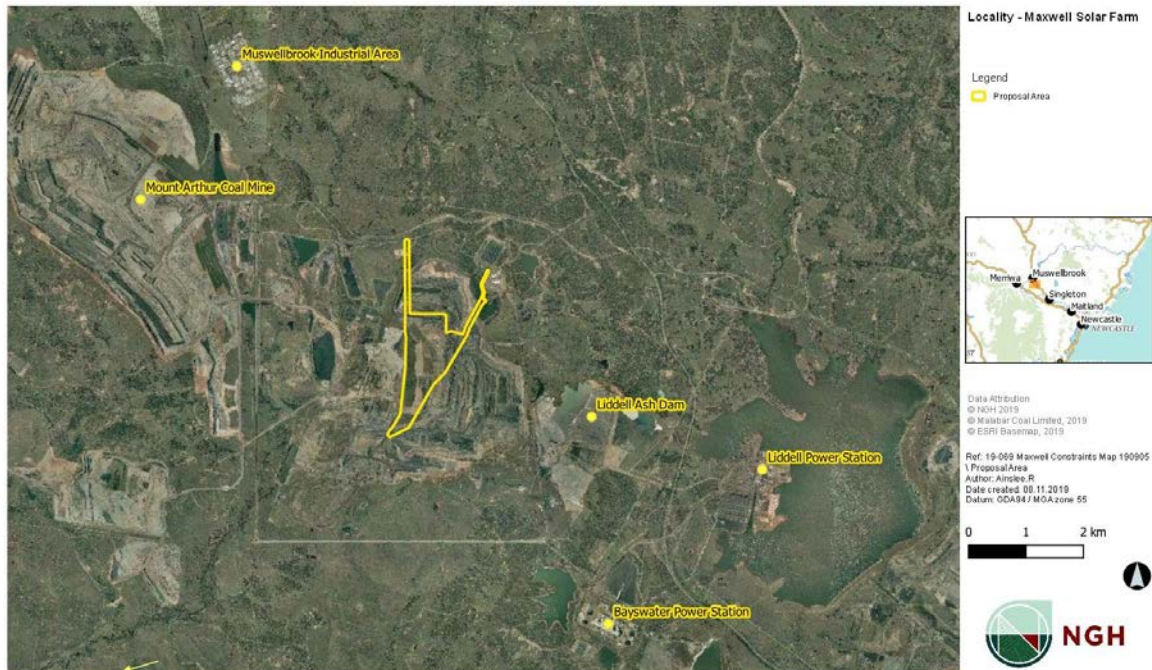 Locality - Maxwell Solar Farm
Legend
Proposal Area
Muswellbrook Industrial Area
Mount Arthur Coal Mine
Liddell Ash Dam
Liddell Power Station
Bayswater Power Station
Merriwa
Muswellbrook
Singleton
Maitland
Newcastle
NEWCASTLE
Data Attribution
© NGH 2019
© Malabar Coal Limited, 2019
© ESRI Basemap, 2019
Ref: 19-069 Maxwell Constraints Map 190905
\ Proposal Area
Author: Ainslee.R
Date created: 08.11.2019
Datum: GDA94 / MGA zone 55
0 1 2 km
NGH